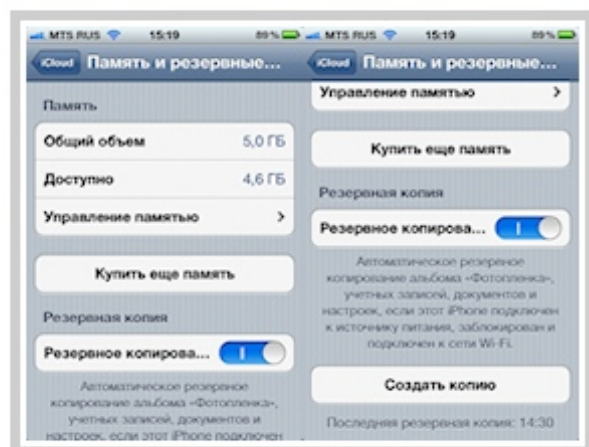 MTS RUS 15:19 89%
iCloud Память и резервные...
Память
Общий объем 5,0 ГБ
Доступно 4,6 ГБ
Управление памятью
Купить еще память
Резервная копия
Резервное копирова...
Автоматическое резервное
копирование альбома «Фотопленка»,
учетных записей, документов и
настроек, если этот iPhone подключен
MTS RUS 15:19 89%
iCloud Память и резервные...
Управление памятью
Купить еще память
Резервная копия
Резервное копирова...
Автоматическое резервное
копирование альбома «Фотопленка»,
учетных записей, документов и
настроек, если этот iPhone подключен
к источнику питания, заблокирован и
подключен к сети Wi-Fi.
Создать копию
Последняя резервная копия: 14:30